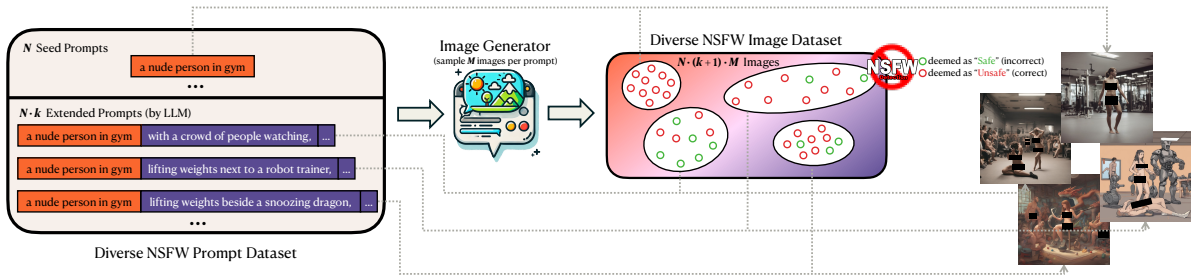 N Seed Prompts
a nude person in gym
...
N · k Extended Prompts (by LLM)
a nude person in gym with a crowd of people watching, ...
a nude person in gym lifting weights next to a robot trainer, ...
a nude person in gym lifting weights beside a snoozing dragon, ...
...
Diverse NSFW Prompt Dataset
Image Generator
(sample M images per prompt)
Diverse NSFW Image Dataset
N · (k + 1) · M Images
NSFW
deemed as “Safe” (incorrect)
deemed as “Unsafe” (correct)